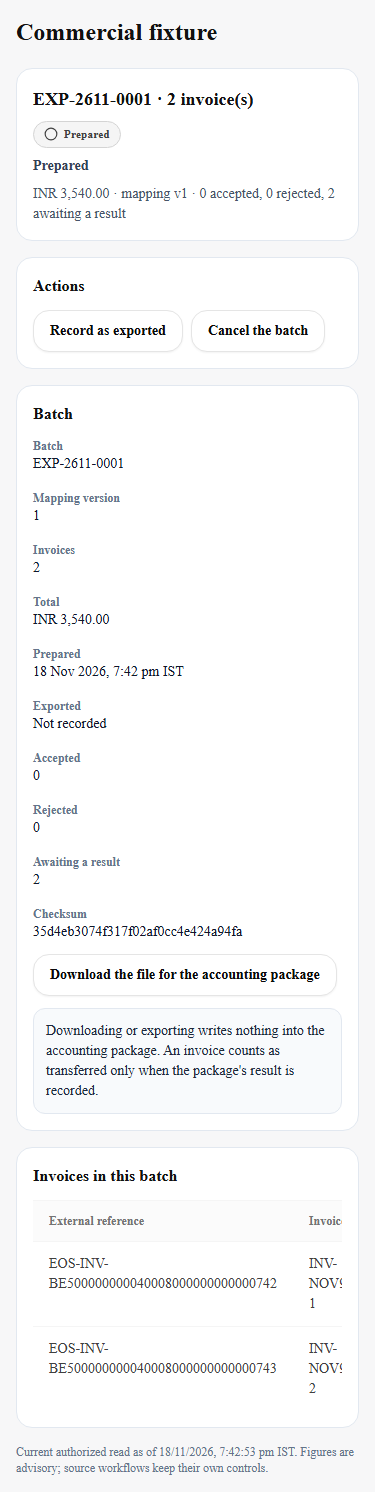 Commercial fixture
EXP-2611-0001 · 2 invoice(s)
Prepared
Prepared
INR 3,540.00 · mapping v1 · 0 accepted, 0 rejected, 2
awaiting a result
Actions
Record as exported
Cancel the batch
Batch
Batch
EXP-2611-0001
Mapping version
1
Invoices
2
Total
INR 3,540.00
Prepared
18 Nov 2026, 7:42 pm IST
Exported
Not recorded
Accepted
0
Rejected
0
Awaiting a result
2
Checksum
35d4eb3074f317f02af0cc4e424a94fa
Download the file for the accounting package
Downloading or exporting writes nothing into the
accounting package. An invoice counts as
transferred only when the package's result is
recorded.
Invoices in this batch
External reference
EOS-INV- INV-
BE50000000004000800000000000000742
1
EOS-INV- INV-
BE50000000004000800000000000000743
2
Current authorized read as of 18/11/2026, 7:42:53 pm IST. Figures are
advisory; source workflows keep their own controls.